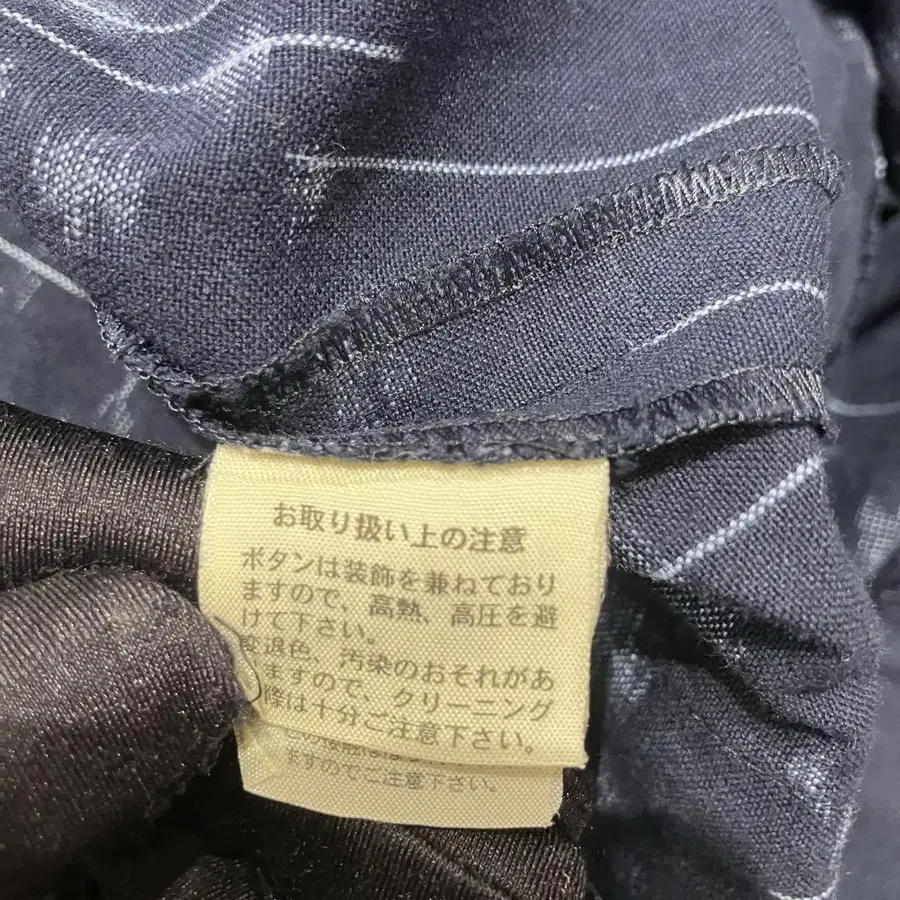 お取り扱い上の注意
ボタンは装飾を兼ねており
ますので、高熱、高圧を避
けて下さい。
変退色、汚染のおそれがあ
ますので、クリーニング
際は十分ご注意下さい。
ますのでご注意下さい。